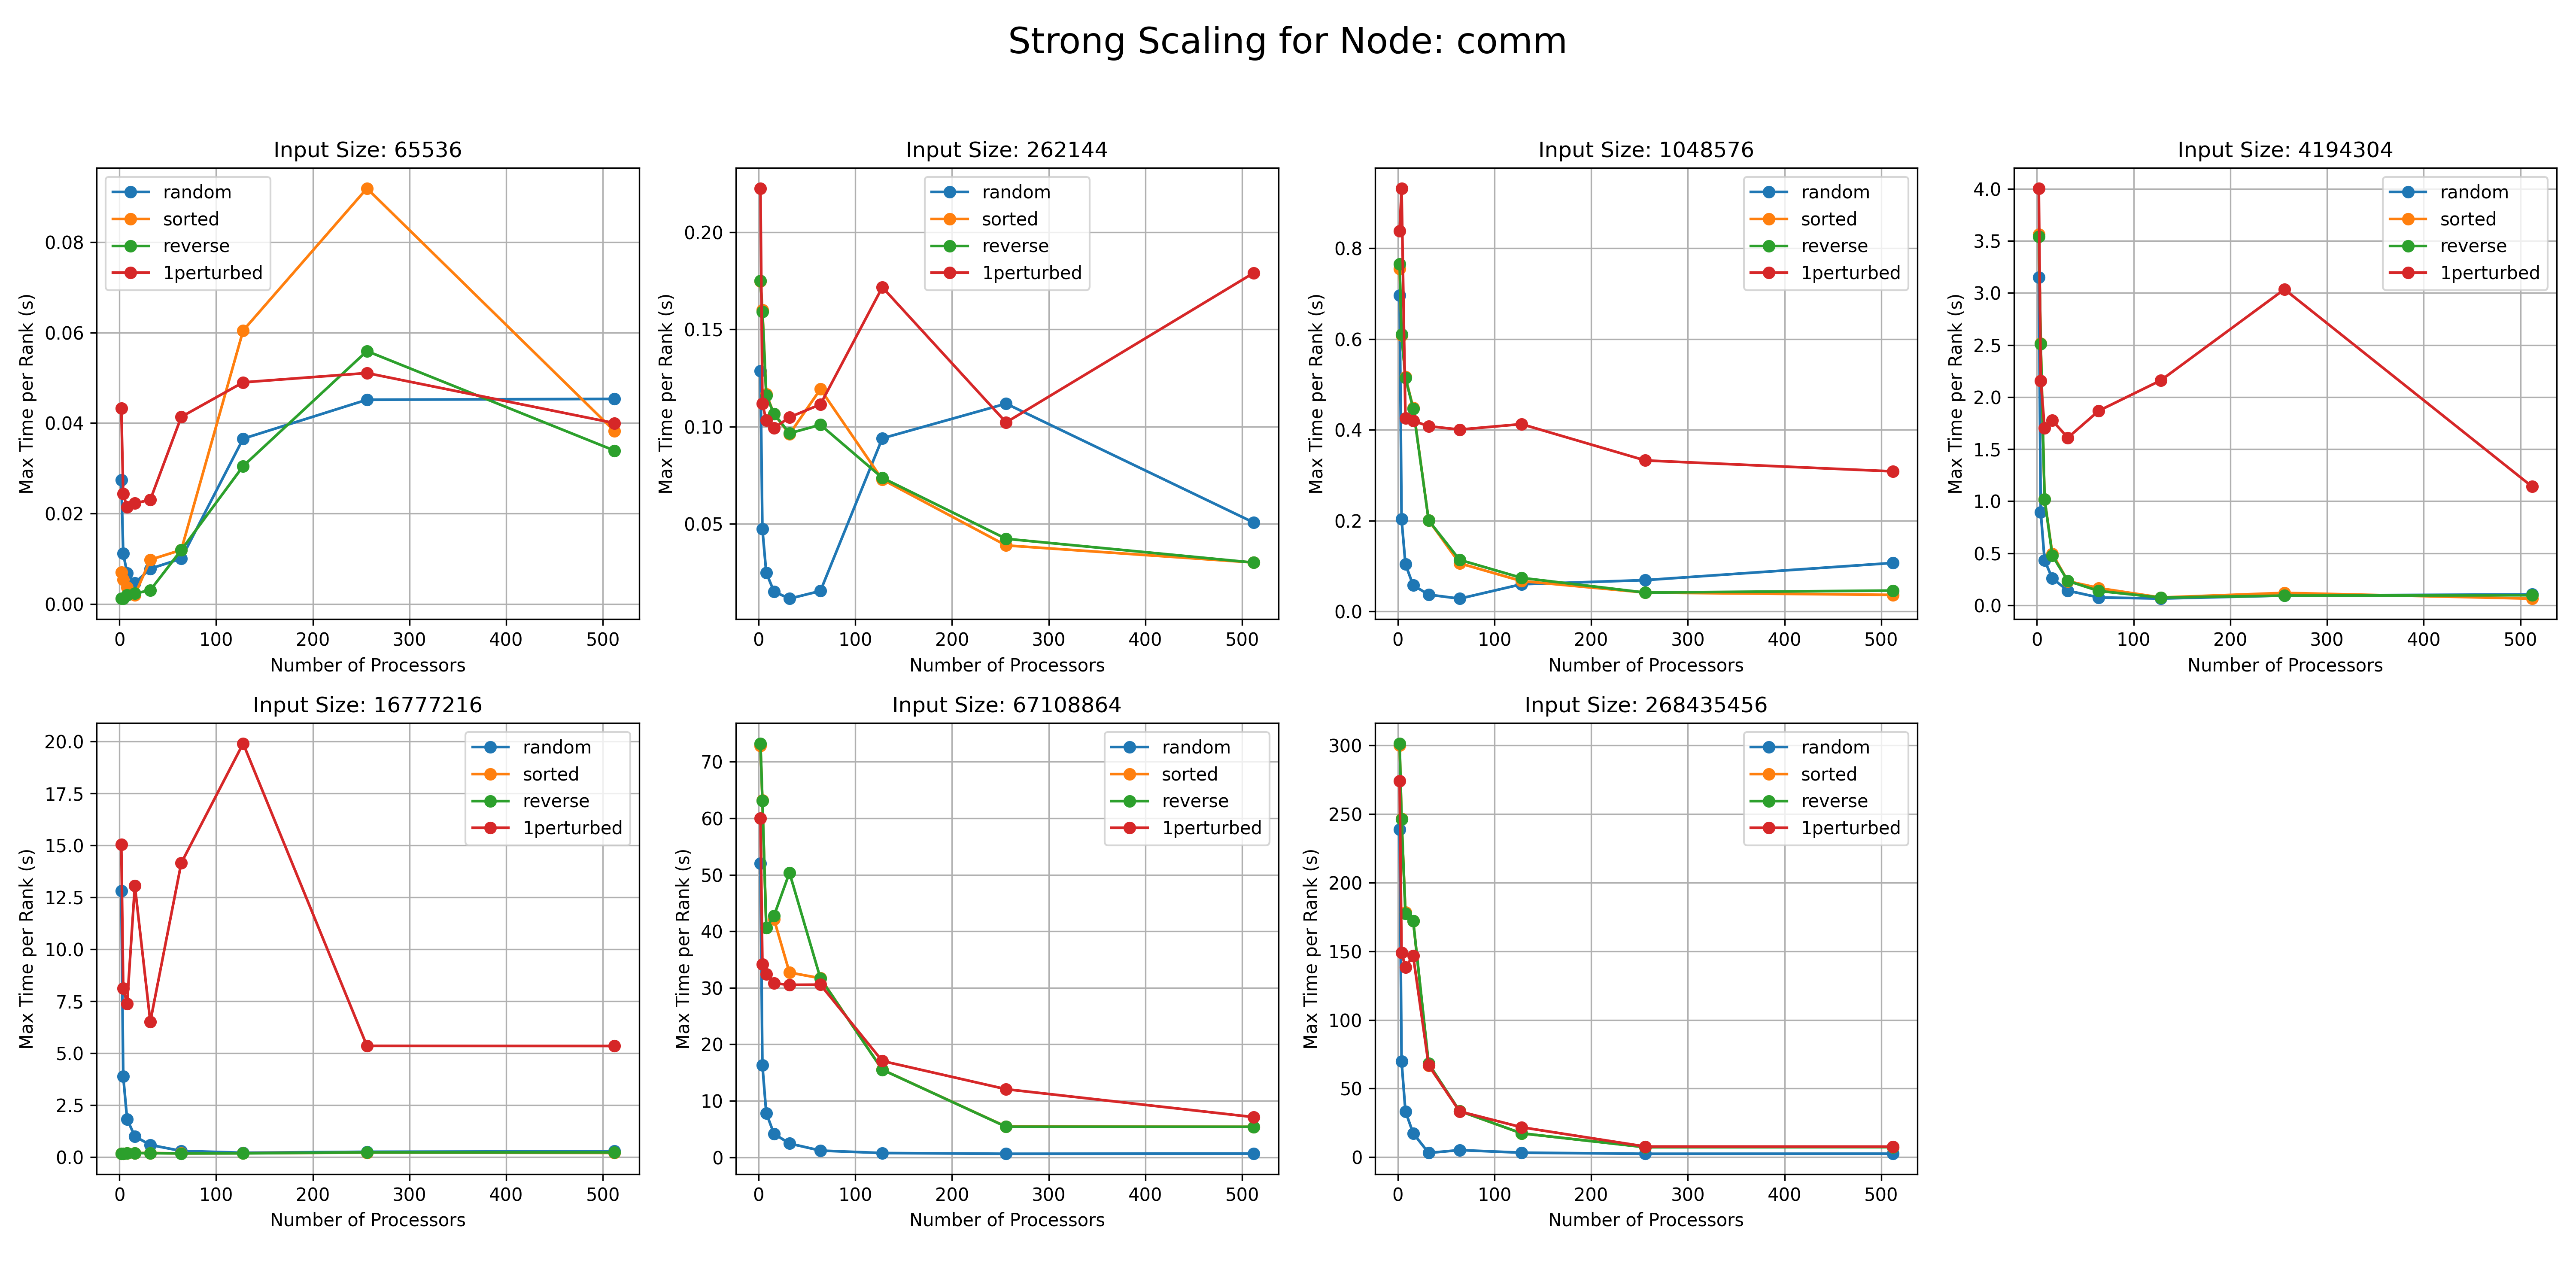 Strong Scaling for Node: comm
Input Size: 65536
Max Time per Rank (s)
0.08
0.06
0.04
0.02
0.00
random
sorted
reverse
1perturbed
0 100 200 300 400 500
Number of Processors
Input Size: 262144
Max Time per Rank (s)
0.20
0.15
0.10
0.05
random
sorted
reverse
1perturbed
0 100 200 300 400 500
Number of Processors
Input Size: 1048576
Max Time per Rank (s)
0.8
0.6
0.4
0.2
0.0
random
sorted
reverse
1perturbed
0 100 200 300 400 500
Number of Processors
Input Size: 4194304
Max Time per Rank (s)
4.0
3.5
3.0
2.5
2.0
1.5
1.0
0.5
0.0
random
sorted
reverse
1perturbed
0 100 200 300 400 500
Number of Processors
Input Size: 16777216
Max Time per Rank (s)
20.0
17.5
15.0
12.5
10.0
7.5
5.0
2.5
0.0
random
sorted
reverse
1perturbed
0 100 200 300 400 500
Number of Processors
Input Size: 67108864
Max Time per Rank (s)
70
60
50
40
30
20
10
0
random
sorted
reverse
1perturbed
0 100 200 300 400 500
Number of Processors
Input Size: 268435456
Max Time per Rank (s)
300
250
200
150
100
50
0
random
sorted
reverse
1perturbed
0 100 200 300 400 500
Number of Processors